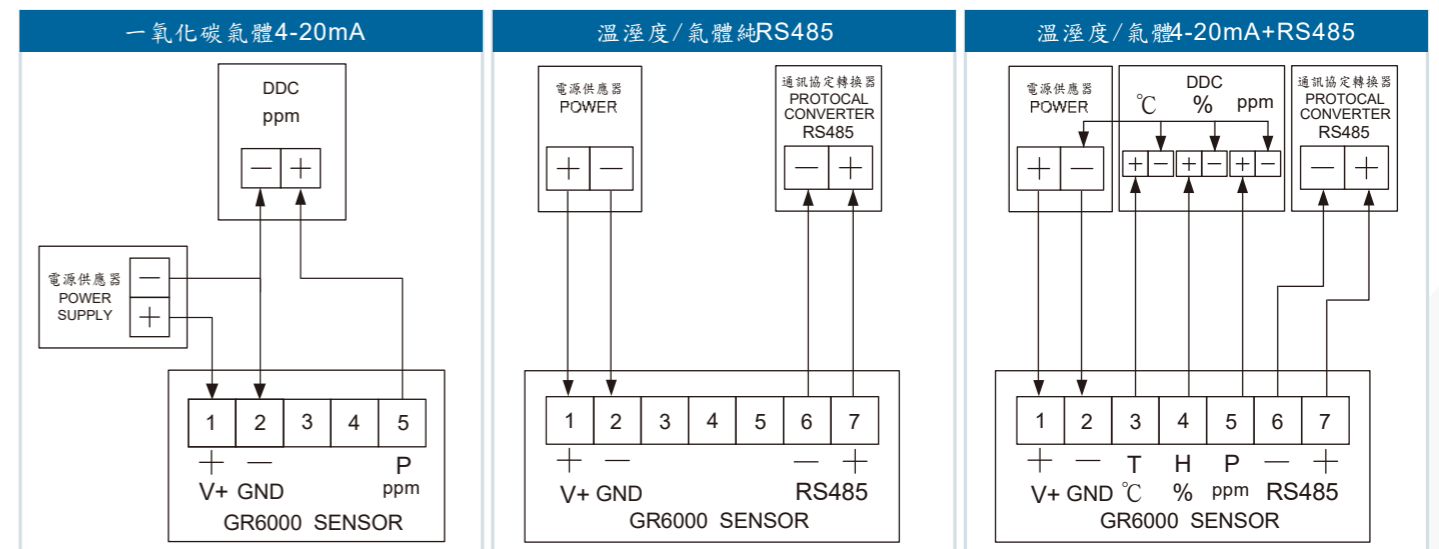 一氧化碳氣體4-20mA
DDC
ppm
— +
電源供應器
POWER
SUPPLY
—
+
1 2 3 4 5
+ — P
V+ GND ppm
GR6000 SENSOR
溫溼度/氣體純RS485
電源供應器
POWER
+ —
通訊協定轉換器
PROTOCAL
CONVERTER
RS485
— +
1 2 3 4 5 6 7
+ — — +
V+ GND RS485
GR6000 SENSOR
溫溼度/氣體4-20mA+RS485
電源供應器
POWER
+ —
DDC
℃ % ppm
+ — + — + —
通訊協定轉換器
PROTOCAL
CONVERTER
RS485
— +
1 2 3 4 5 6 7
+ — T H P — +
V+ GND ℃ % ppm RS485
GR6000 SENSOR